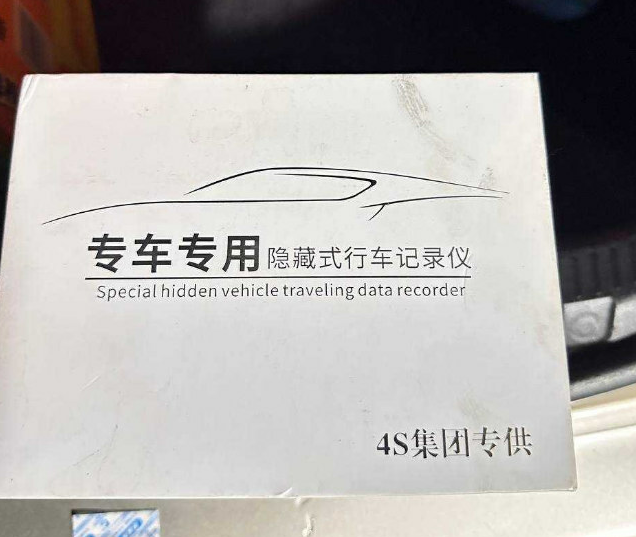 专车专用隐藏式行车记录仪
Special hidden vehicle traveling data recorder
4S集团专供